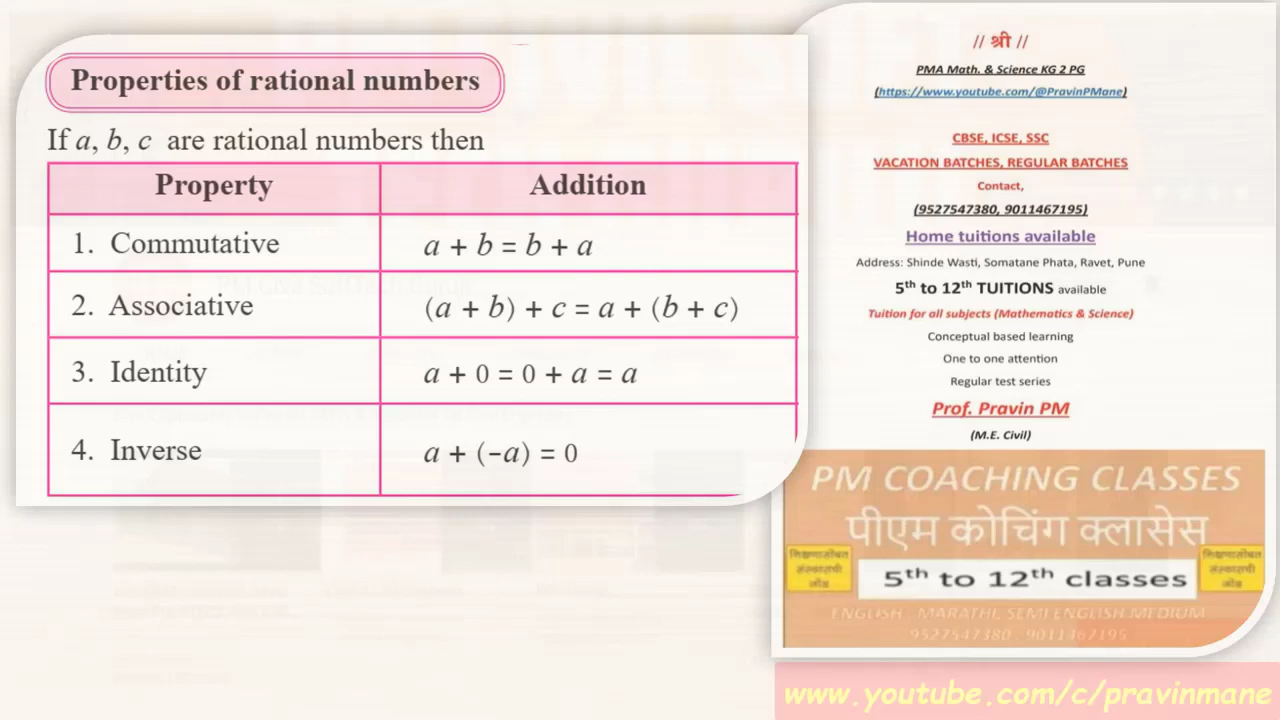 Properties of rational numbers
If a, b, c are rational numbers then
Property Addition
1. Commutative a + b = b + a
2. Associative (a + b) + c = a + (b + c)
3. Identity a + 0 = 0 + a = a
4. Inverse a + (-a) = 0
// श्री //
PMA Math. & Science KG 2 PG
(https://www.youtube.com/@PravinPMane)
CBSE, ICSE, SSC
VACATION BATCHES, REGULAR BATCHES
Contact,
(9527547380, 9011467195)
Home tuitions available
Address: Shinde Wasti, Somatane Phata, Ravet, Pune
5th to 12th TUITIONS available
Tuition for all subjects (Mathematics & Science)
Conceptual based learning
One to one attention
Regular test series
Prof. Pravin PM
(M.E. Civil)
PM COACHING CLASSES
पीएम कोचिंग क्लासेस
शिक्षणासोबत
संस्काराची
जोड
5th to 12th classes
शिक्षणासोबत
संस्काराची
जोड
ENGLISH, MARATHI, SEMI ENGLISH MEDIUM
9527547380, 9011467195
www.youtube.com/c/pravinmane